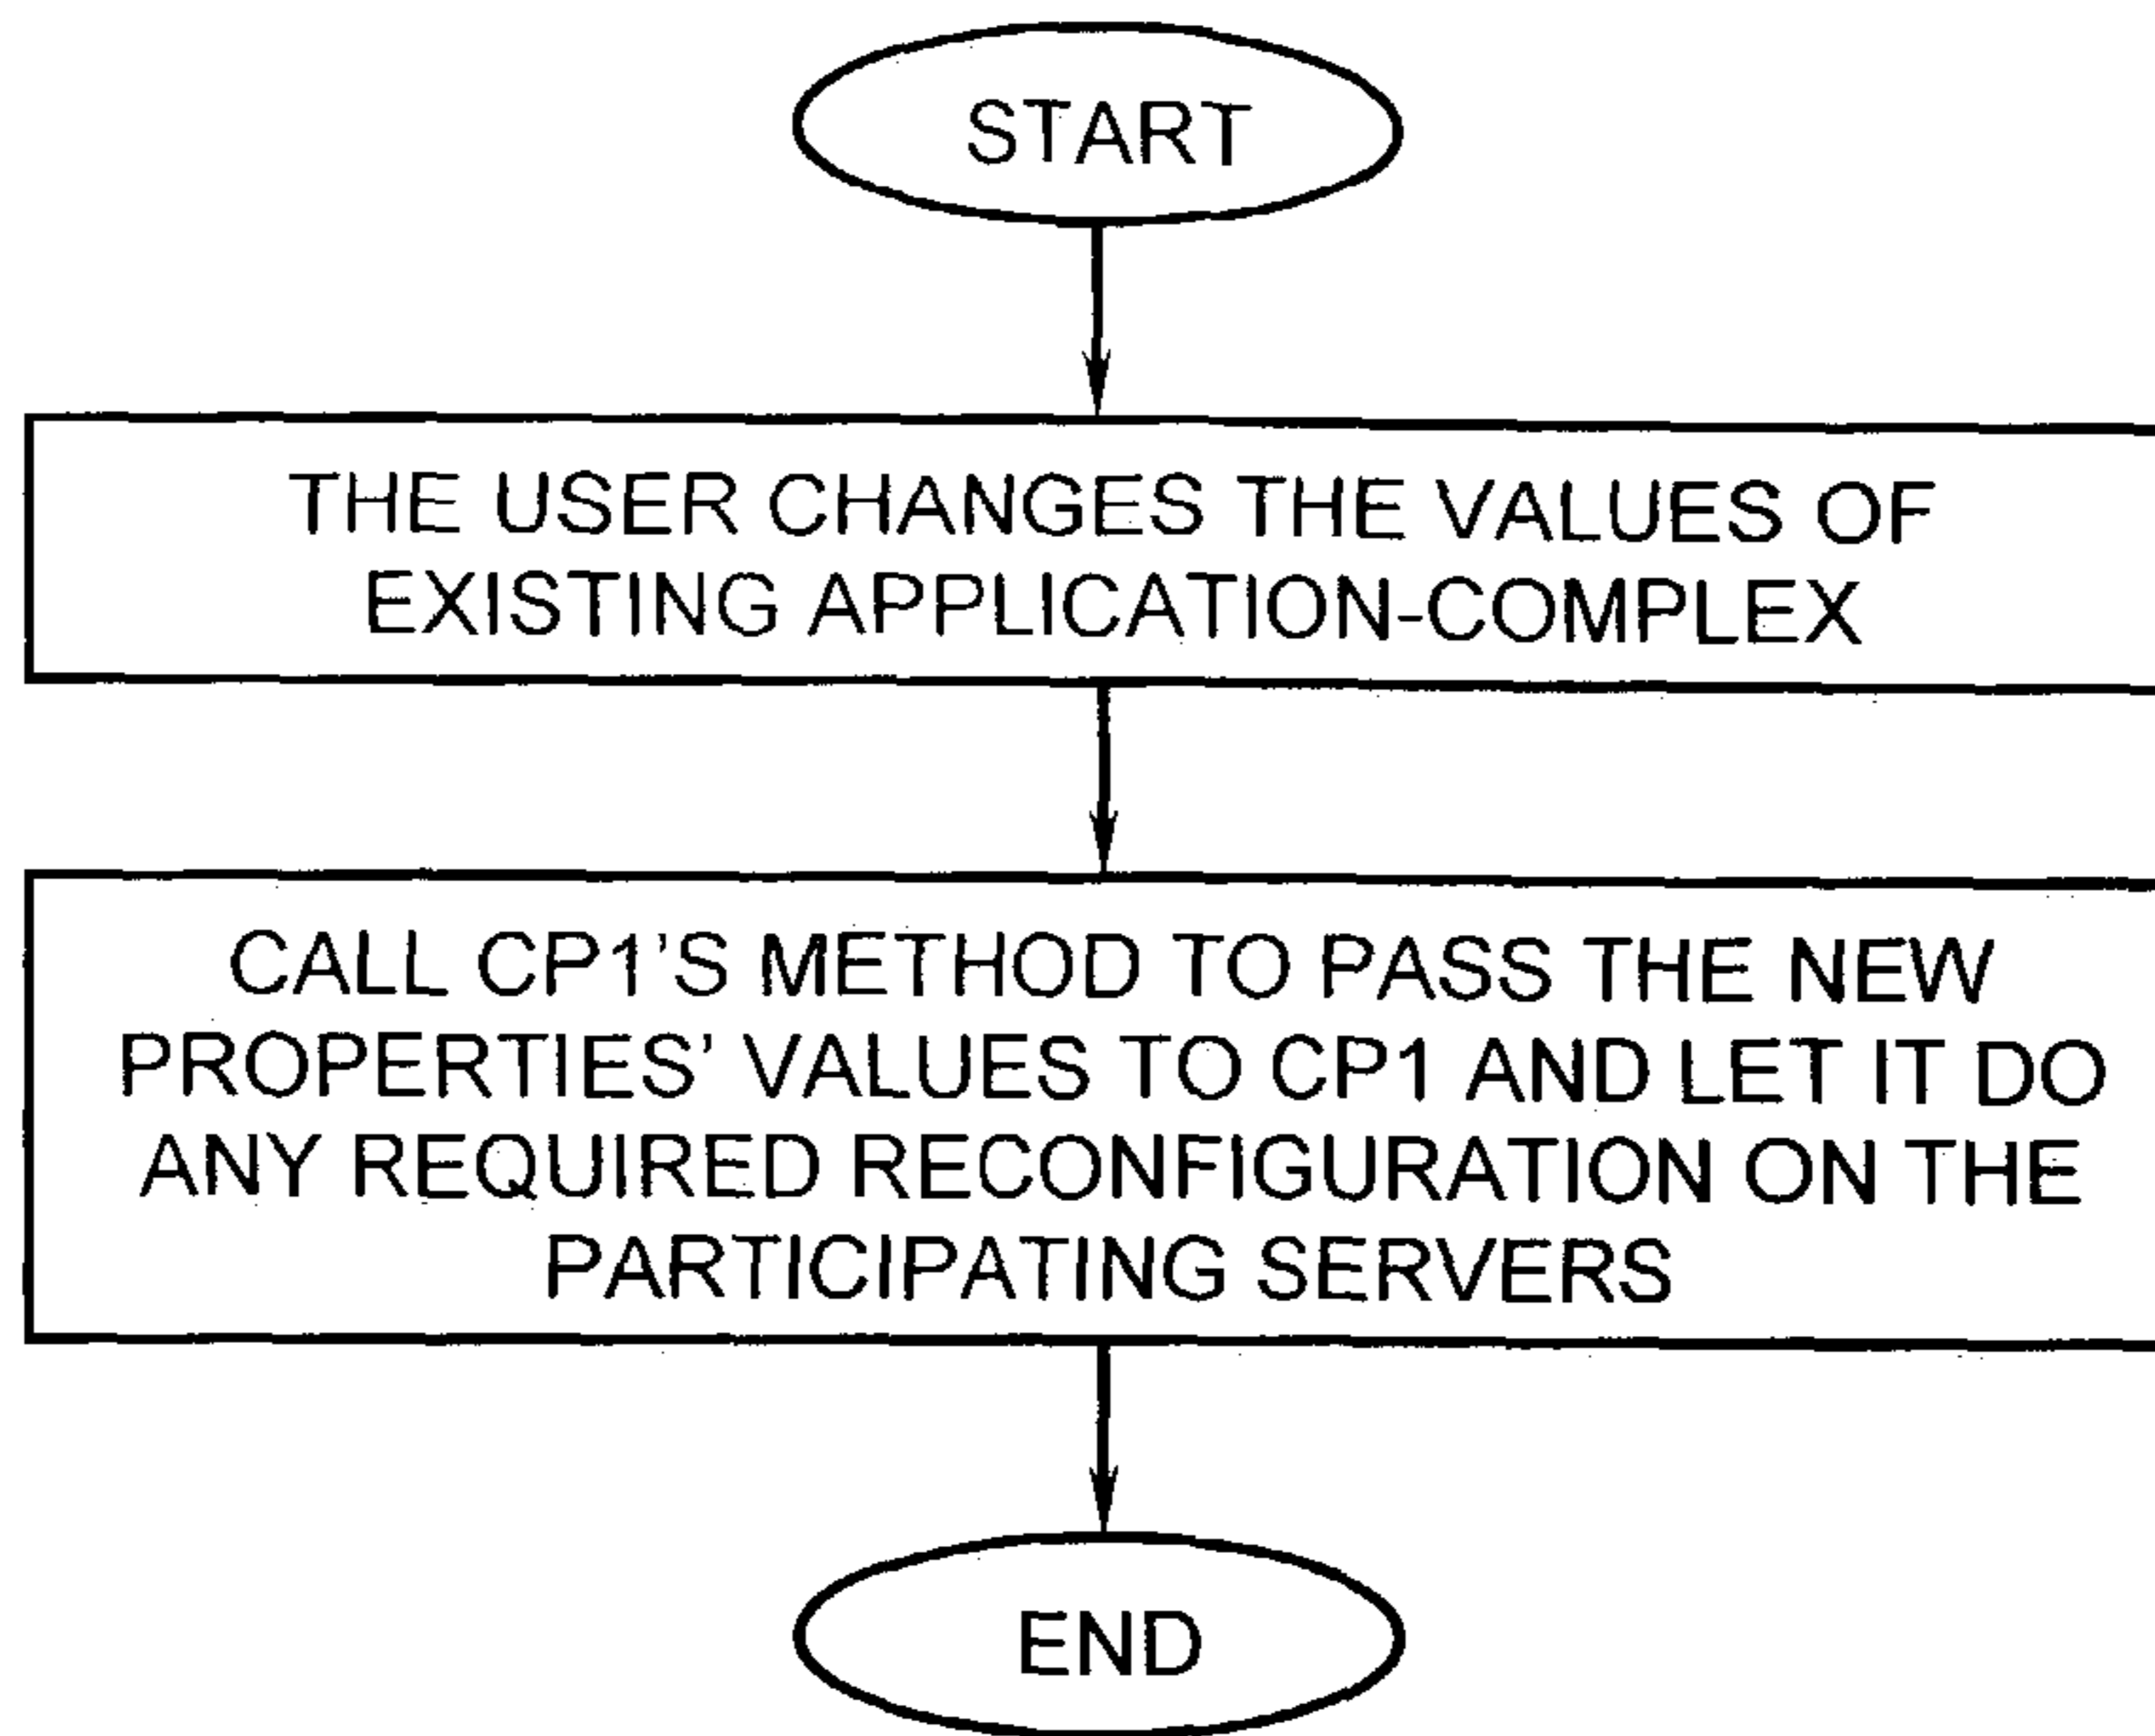 START
THE USER CHANGES THE VALUES OF
EXISTING APPLICATION-COMPLEX
CALL CP1'S METHOD TO PASS THE NEW
PROPERTIES' VALUES TO CP1 AND LET IT DO
ANY REQUIRED RECONFIGURATION ON THE
PARTICIPATING SERVERS
END